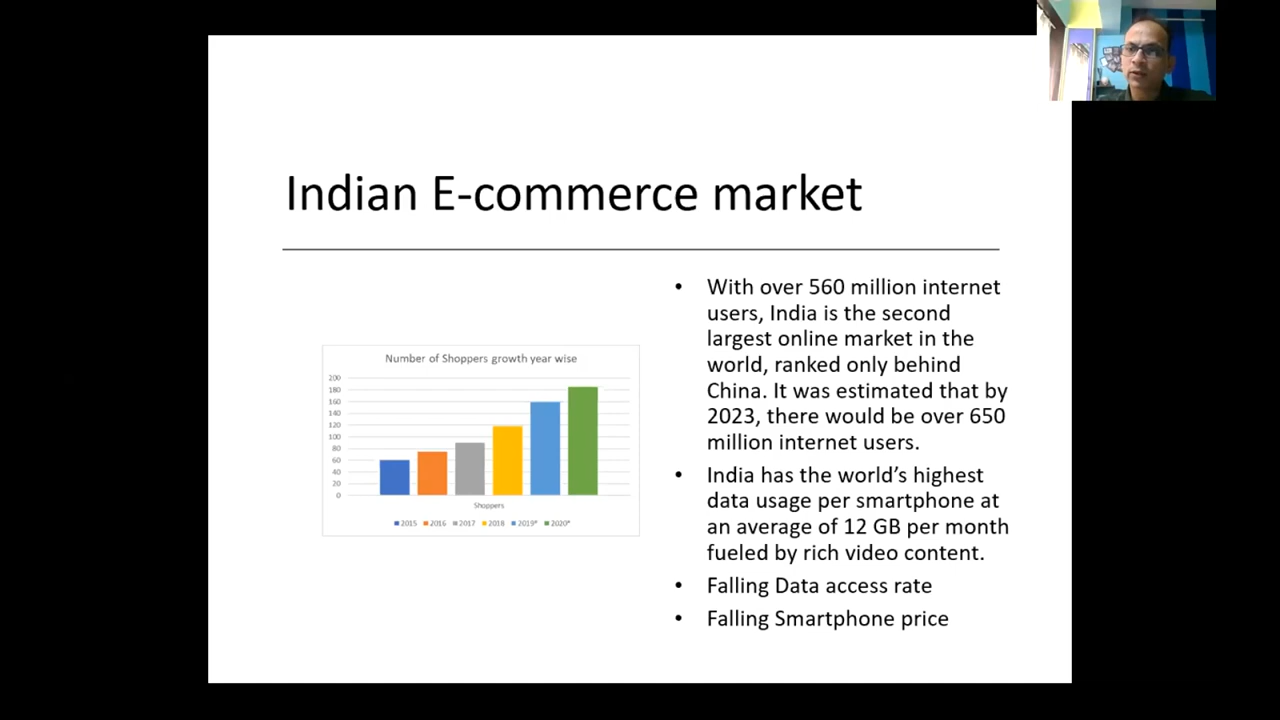 Indian E-commerce market
Number of Shoppers growth year wise
200
180
160
140
120
100
80
60
40
20
0
Shoppers
2015 2016 2017 2018 2019* 2020*
• With over 560 million internet
users, India is the second
largest online market in the
world, ranked only behind
China. It was estimated that by
2023, there would be over 650
million internet users.
• India has the world’s highest
data usage per smartphone at
an average of 12 GB per month
fueled by rich video content.
• Falling Data access rate
• Falling Smartphone price